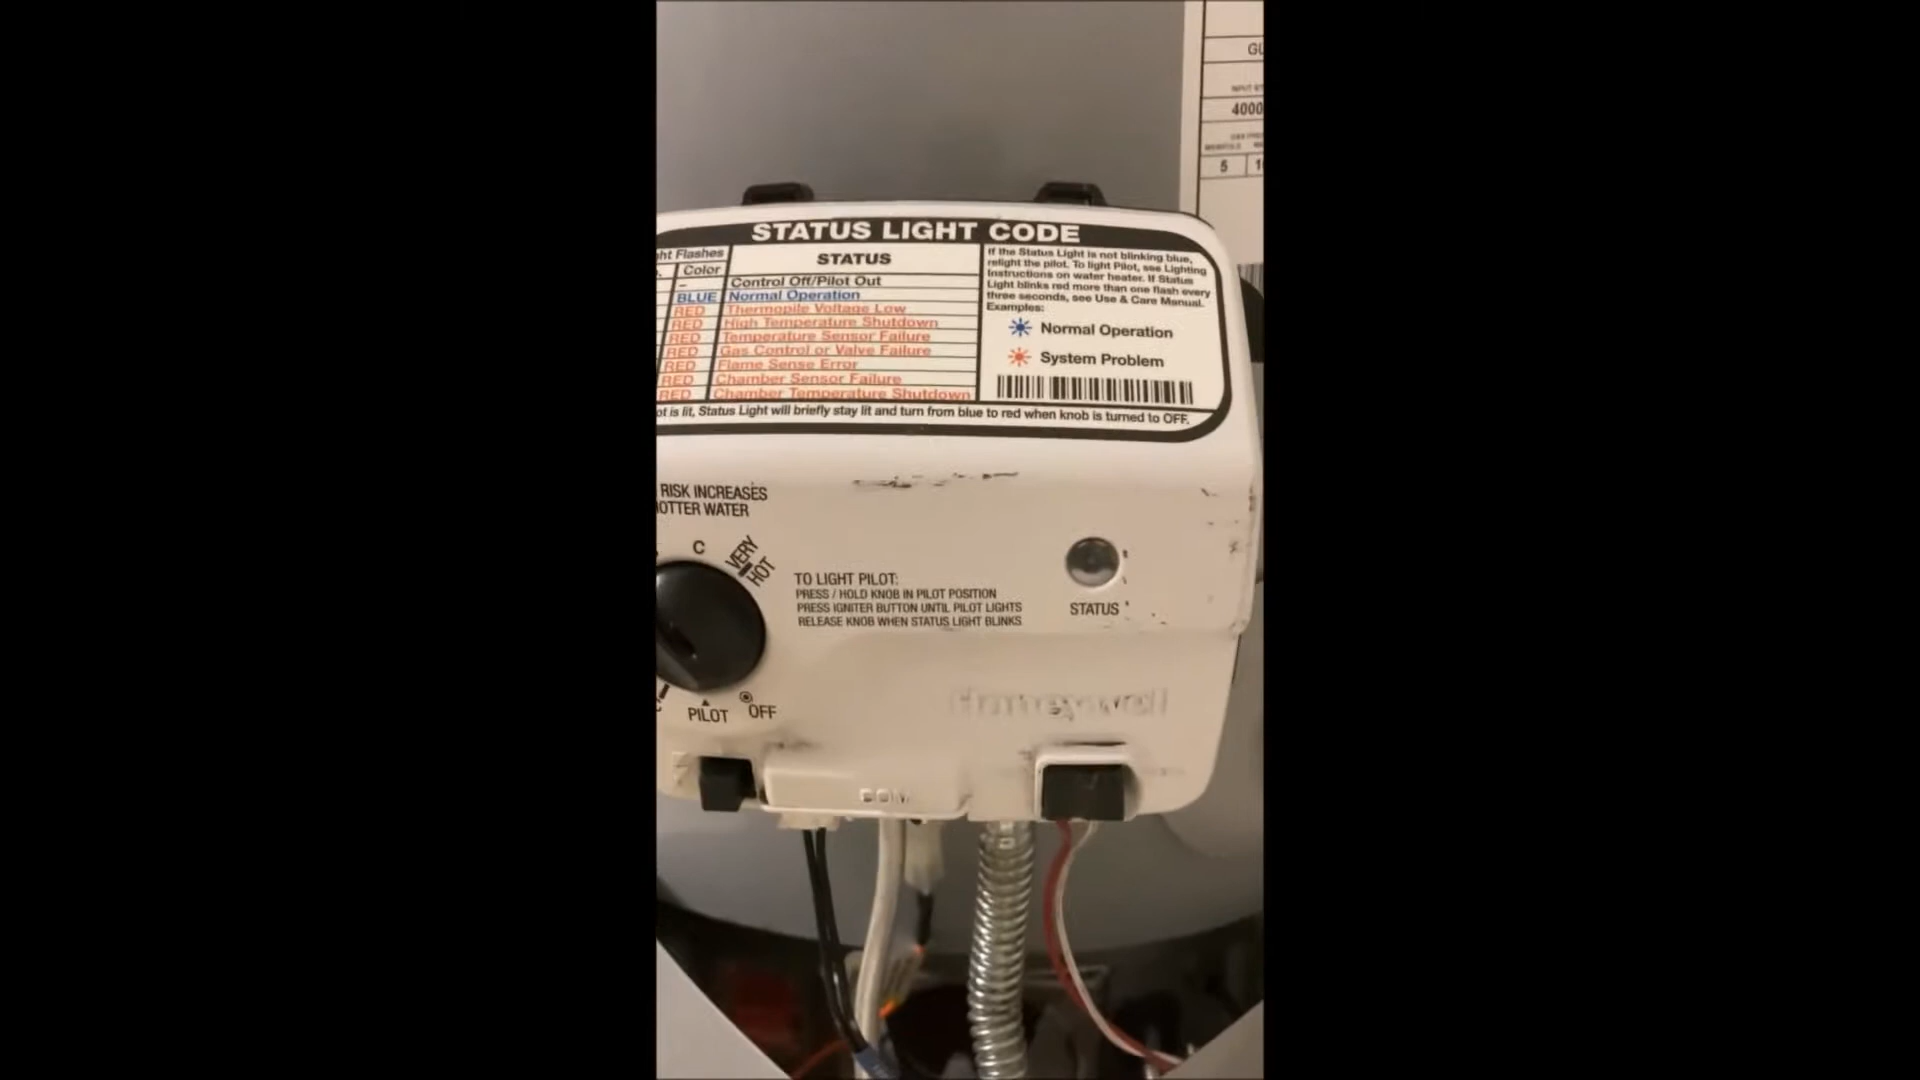 GU
4000
5
STATUS LIGHT CODE
ht Flashes
Color
STATUS
– Control Off/Pilot Out
BLUE Normal Operation
RED Thermopile Voltage Low
RED High Temperature Shutdown
RED Temperature Sensor Failure
RED Gas Control or Valve Failure
RED Flame Sense Error
RED Chamber Sensor Failure
RED Chamber Temperature Shutdown
If the Status Light is not blinking blue,
relight the pilot. To light Pilot, see Lighting
Instructions on water heater. If Status
Light blinks red more than one flash every
three seconds, see Use & Care Manual.
Examples:
Normal Operation
System Problem
ot is lit, Status Light will briefly stay lit and turn from blue to red when knob is turned to OFF.
RISK INCREASES
OTTER WATER
C
VERY
HOT
TO LIGHT PILOT:
PRESS / HOLD KNOB IN PILOT POSITION
PRESS IGNITER BUTTON UNTIL PILOT LIGHTS
RELEASE KNOB WHEN STATUS LIGHT BLINKS
STATUS
Honeywell
PILOT
OFF